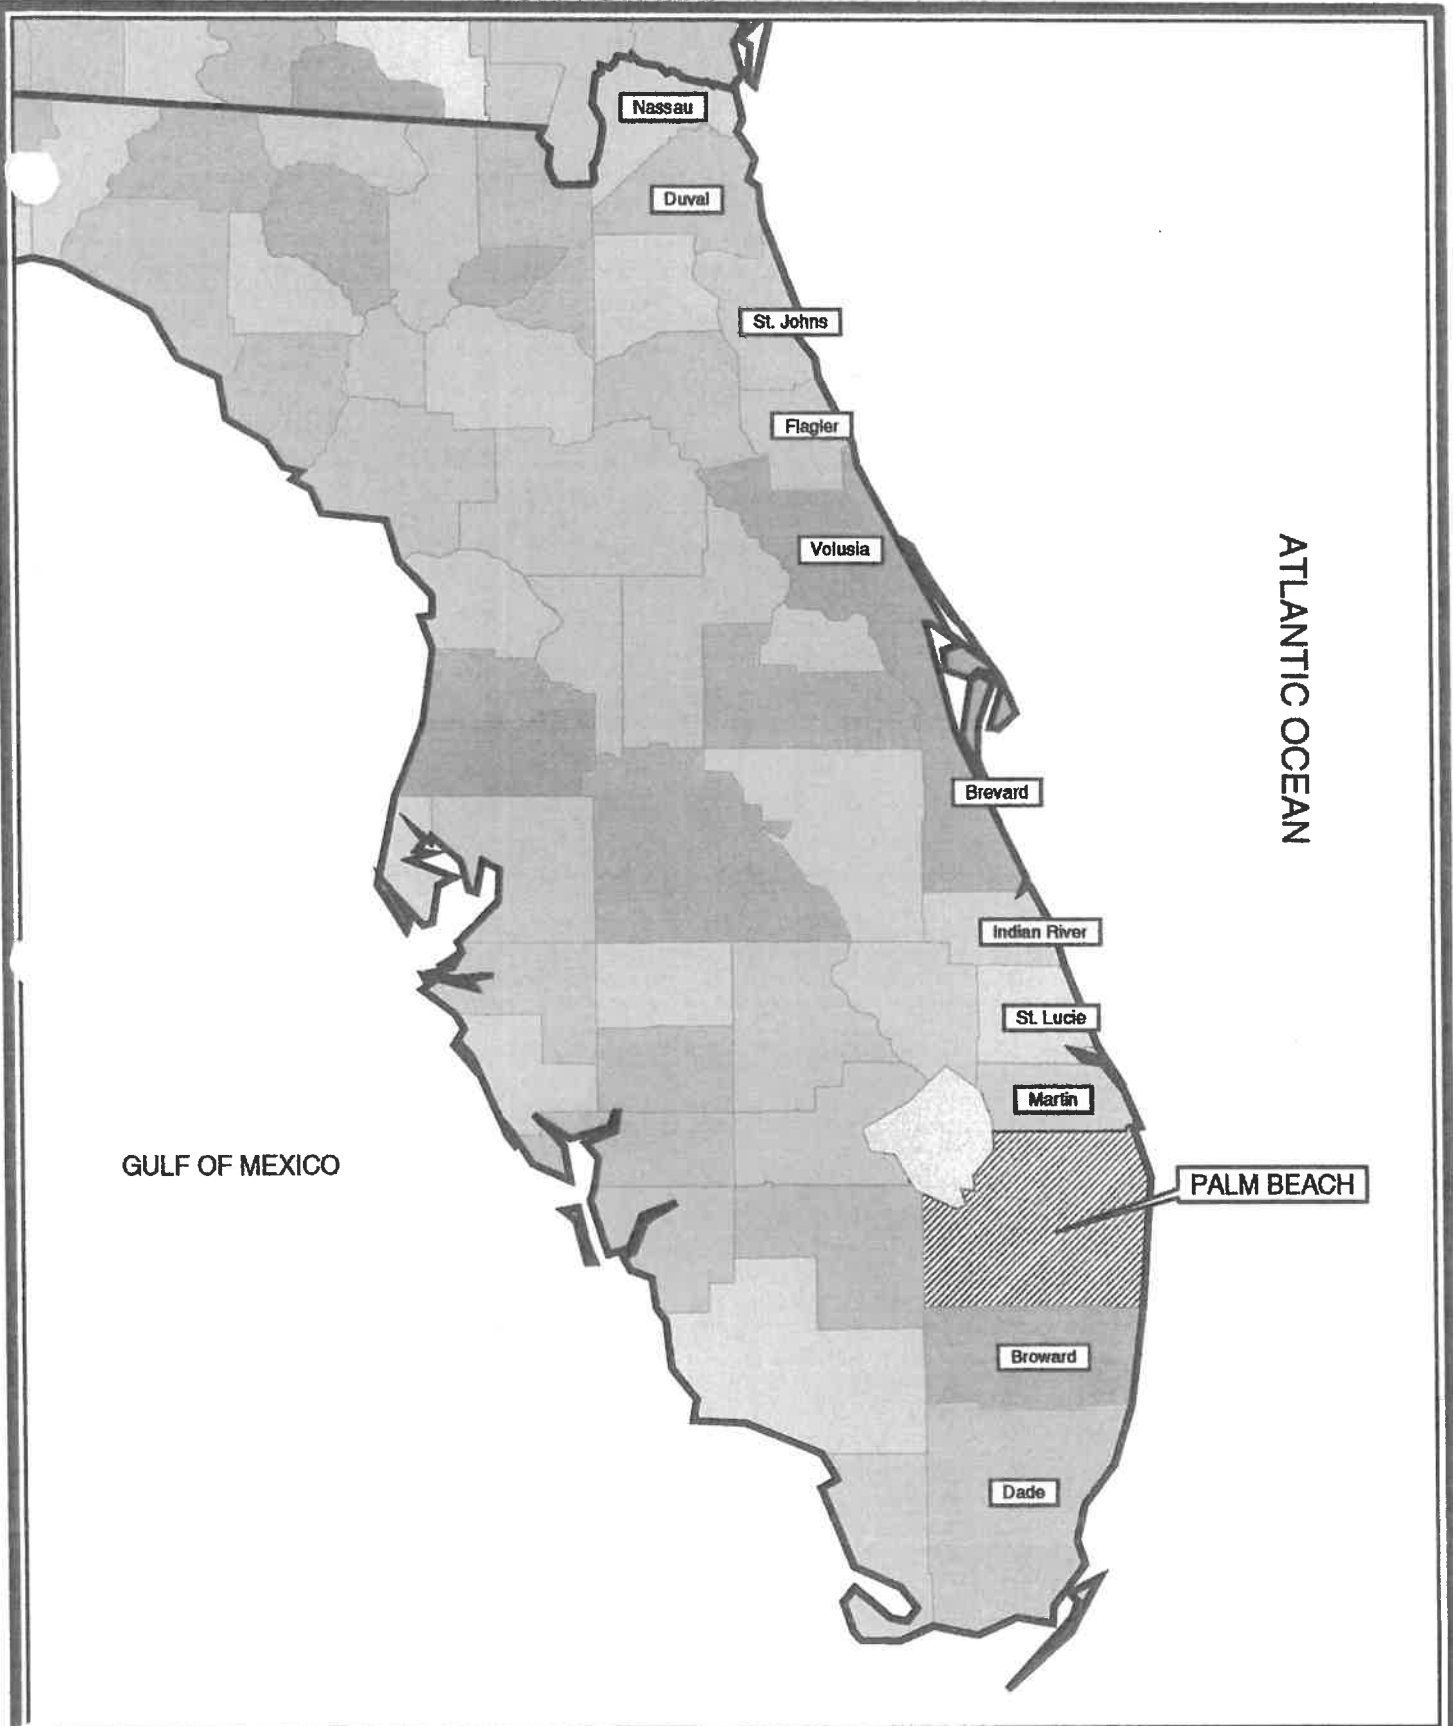 Nassau
Duval
St. Johns
Flagler
Volusia
ATLANTIC OCEAN
Brevard
Indian River
St. Lucie
Martin
GULF OF MEXICO
PALM BEACH
Broward
Dade